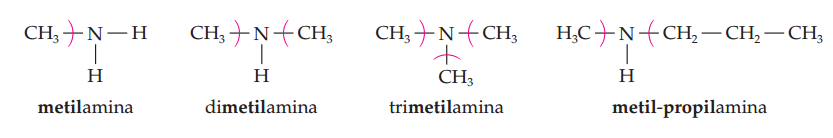 CH₃—N—H CH₃—N—CH₃ CH₃—N—CH₃ H₃C—N—CH₂—CH₂—CH₃
H H CH₃ H
metilamina dimetilamina trimetilamina metil-propilamina